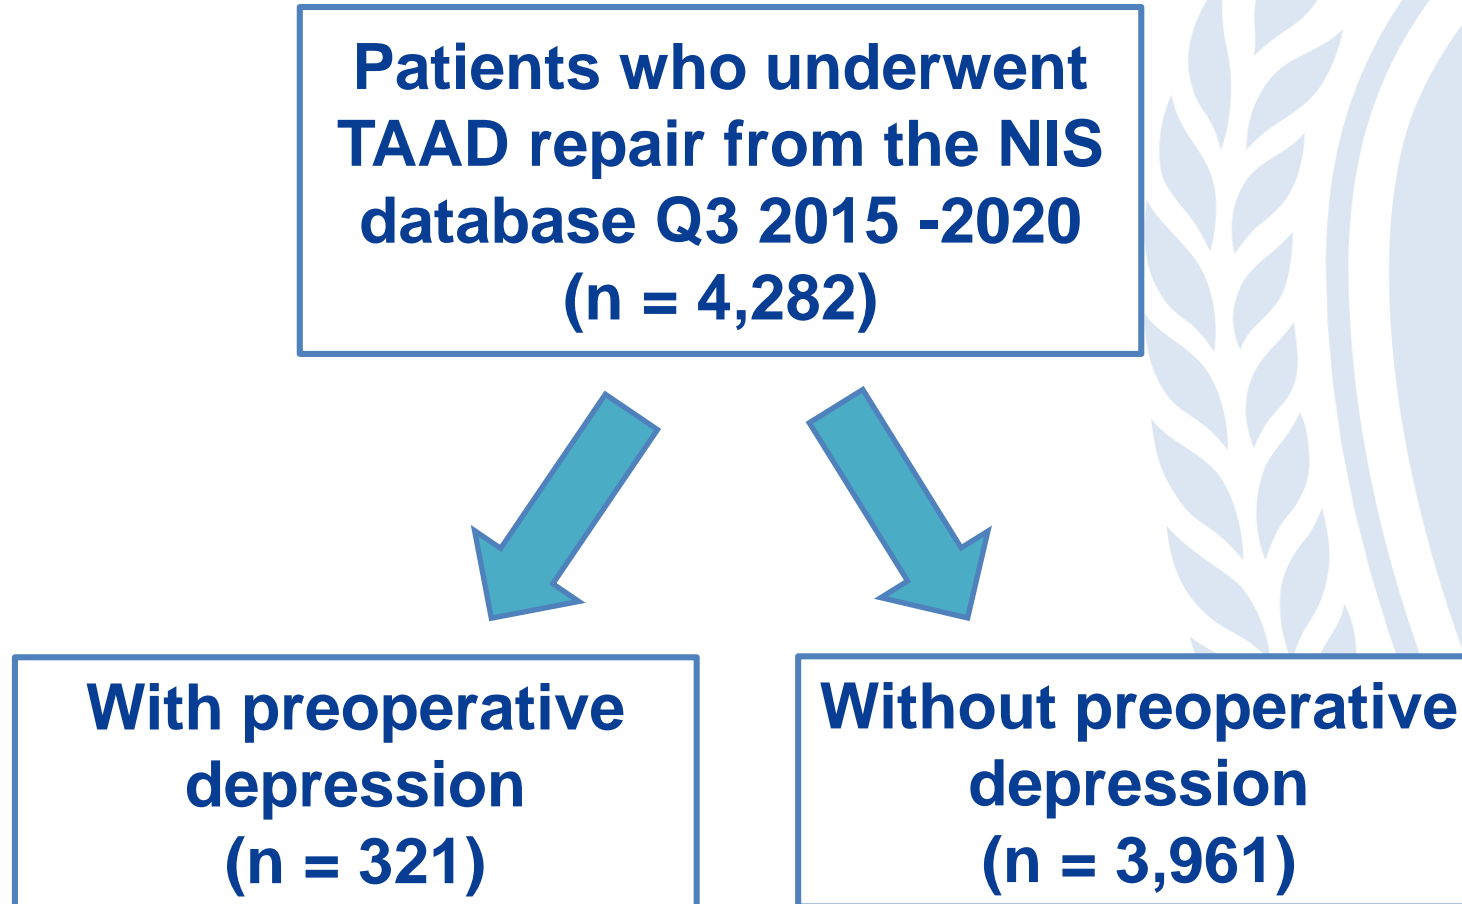 Patients who underwent
TAAD repair from the NIS
database Q3 2015 -2020
(n = 4,282)
With preoperative
depression
(n = 321)
Without preoperative
depression
(n = 3,961)